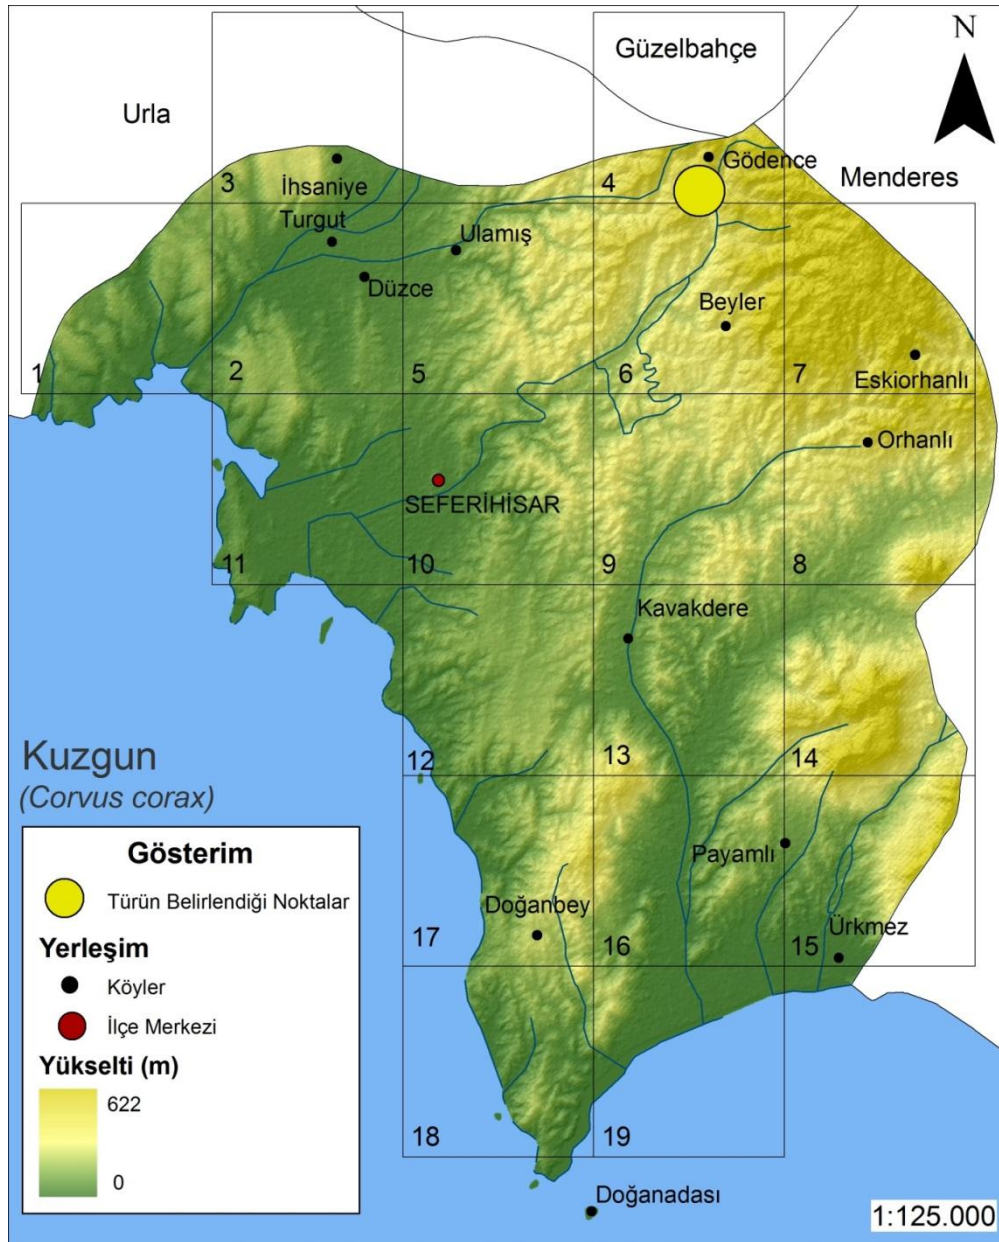 N
Güzelbahçe
Urla
Gödence
Menderes
3
4
İhsaniye
Turgut
Ulamış
Düzce
Beyler
Eskiorhanlı
1
2
5
6
7
Orhanlı
SEFERİHİSAR
11
10
9
8
Kavakdere
Kuzgun
(Corvus corax)
12
13
14
Gösterim
Türün Belirlendiği Noktalar
Yerleşim
Köyler
İlçe Merkezi
Yükselti (m)
622
0
Payamlı
Doğanbey
Ürkmez
17
16
15
18
19
Doğanadası
1:125.000